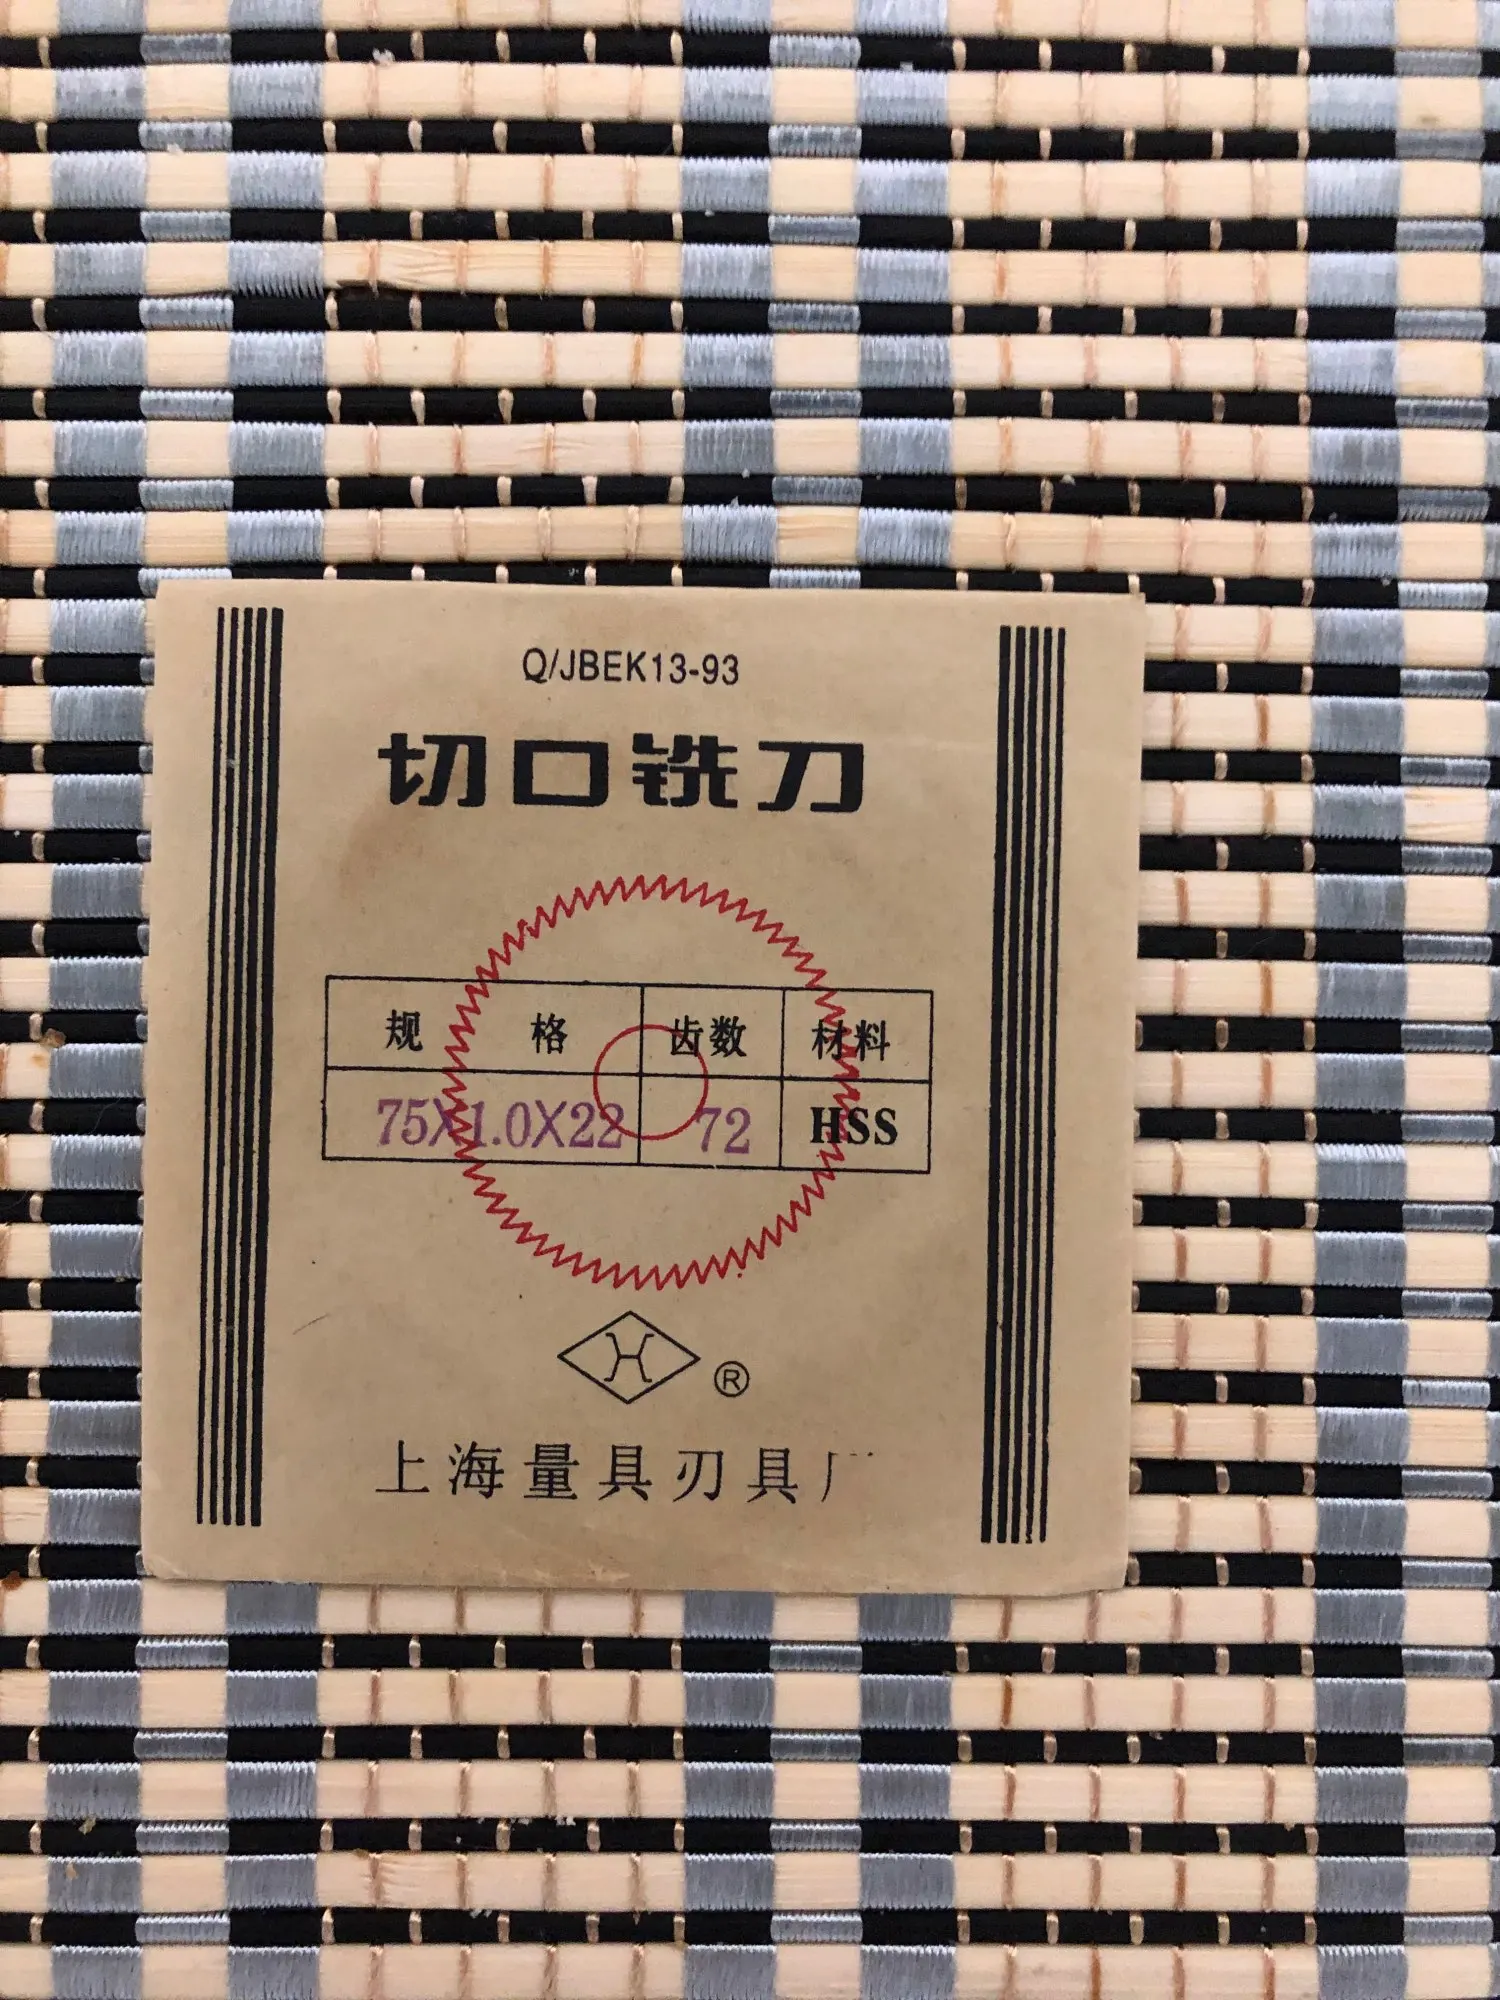 Q/JBEK13-93
切口铣刀
规 格 齿数 材料
75X1.0X22 72 HSS
H ®
上海量具刃具厂